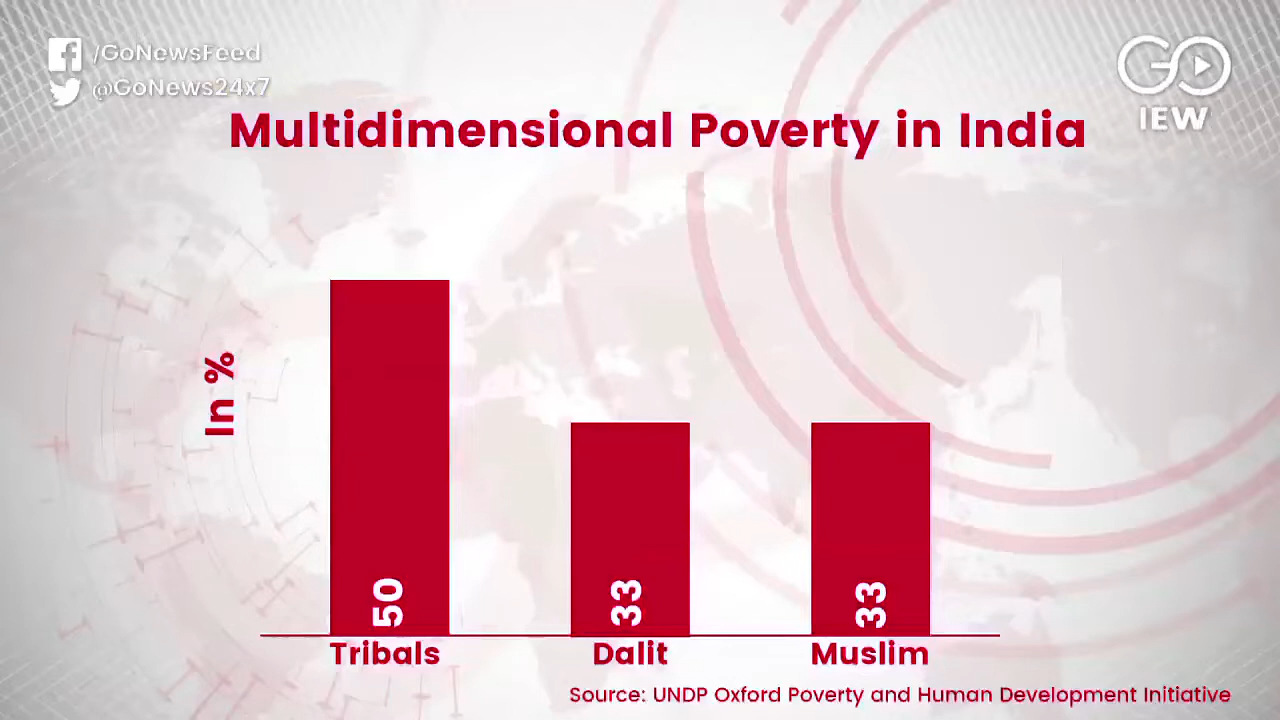 /GoNewsFeed
@GoNews24x7
GO
IEW
Multidimensional Poverty in India
In %
50
33
33
Tribals
Dalit
Muslim
Source: UNDP Oxford Poverty and Human Development Initiative